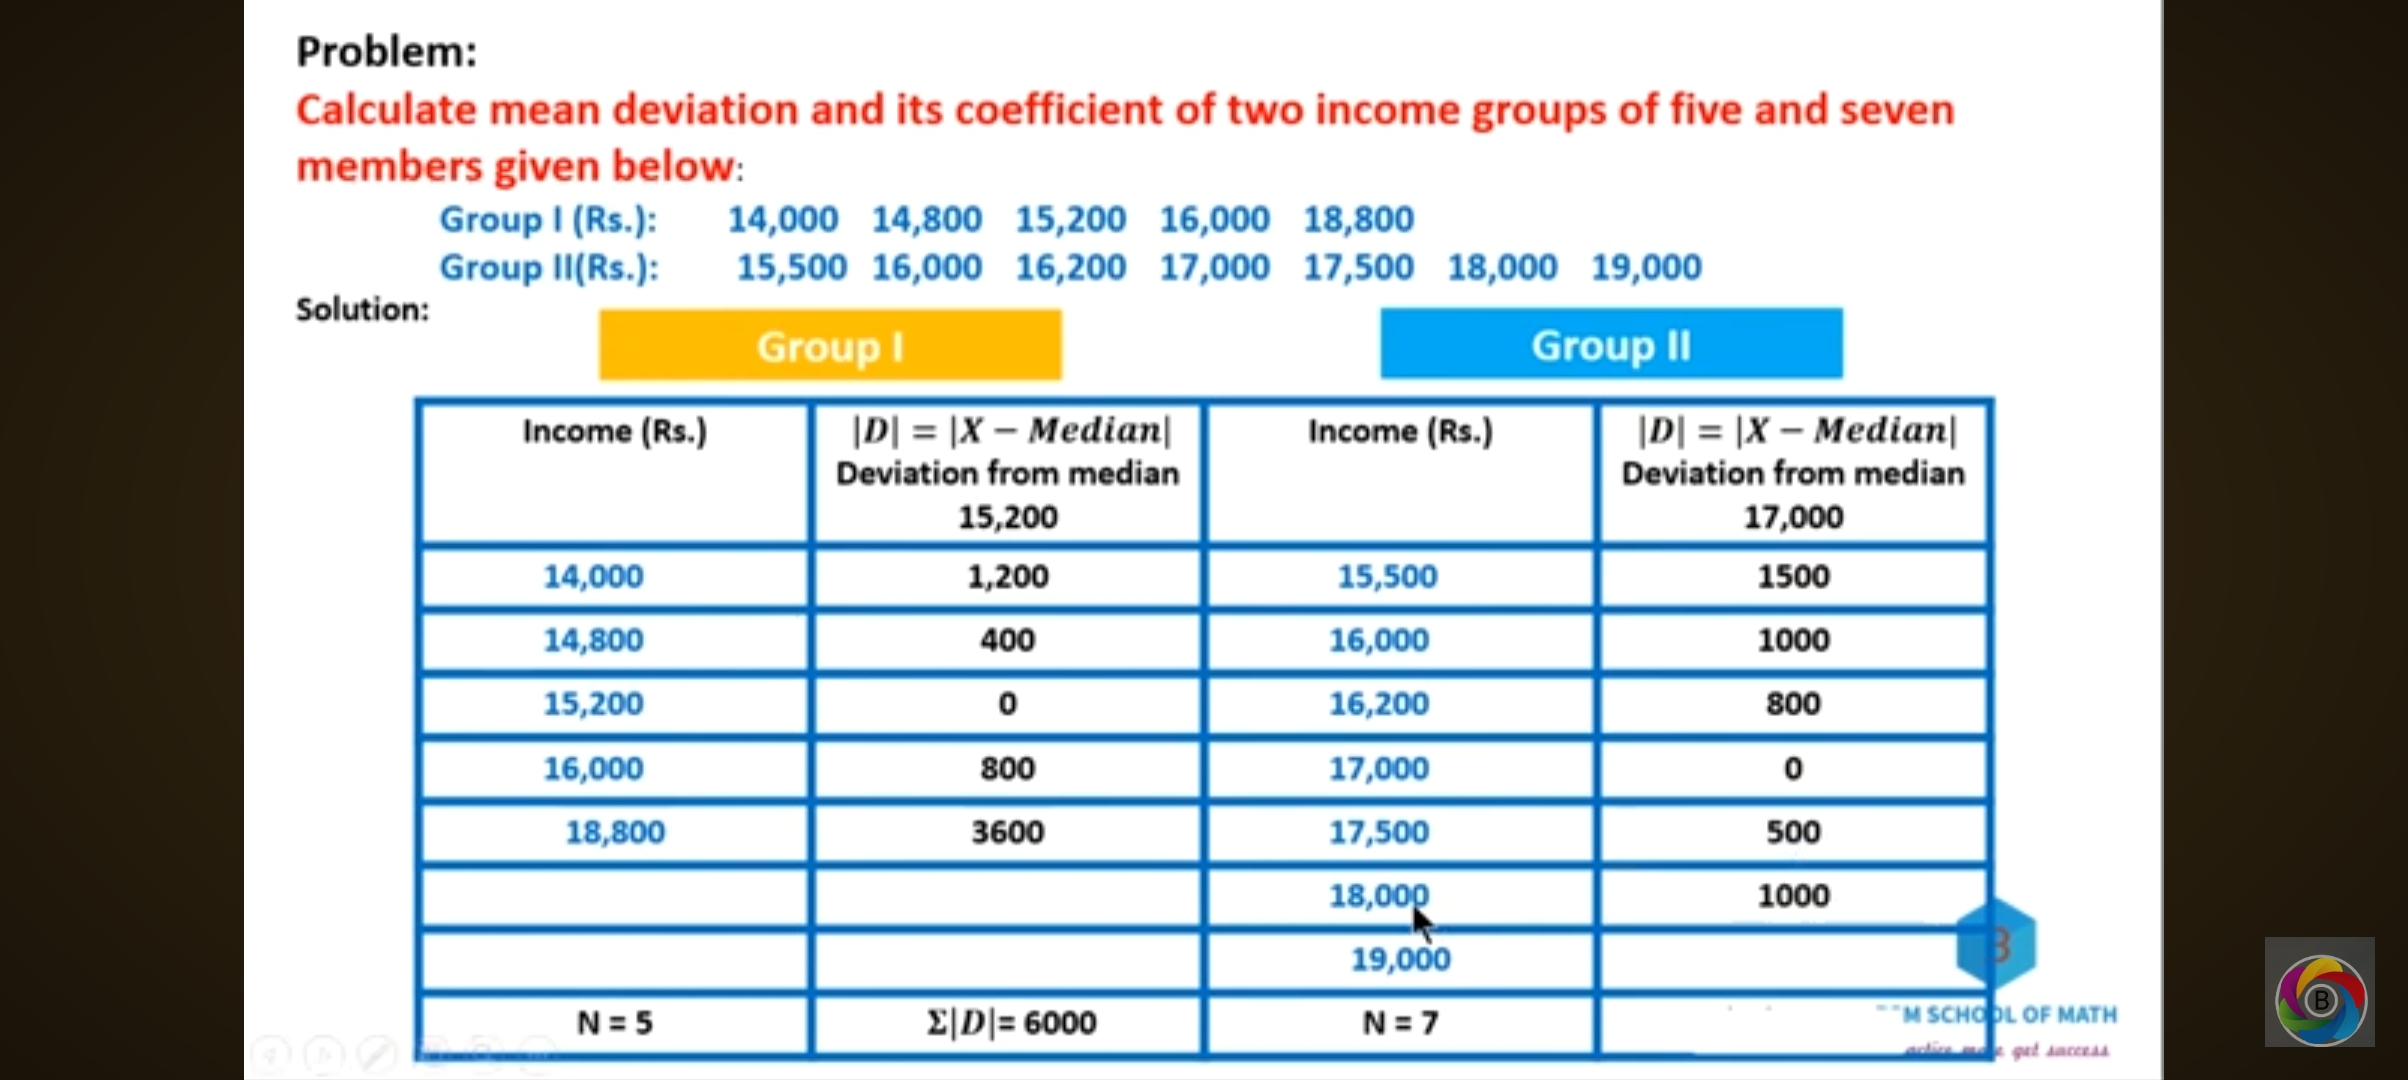 Problem:
Calculate mean deviation and its coefficient of two income groups of five and seven
members given below:
Group I (Rs.): 14,000 14,800 15,200 16,000 18,800
Group II(Rs.): 15,500 16,000 16,200 17,000 17,500 18,000 19,000
Solution:
Group I Group II
Income (Rs.) |D| = |X − Median| Income (Rs.) |D| = |X − Median|
Deviation from median Deviation from median
15,200 17,000
14,000 1,200 15,500 1500
14,800 400 16,000 1000
15,200 0 16,200 800
16,000 800 17,000 0
18,800 3600 17,500 500
18,000 1000
19,000
N = 5 Σ|D|= 6000 N = 7
M SCHOOL OF MATH
get success
B